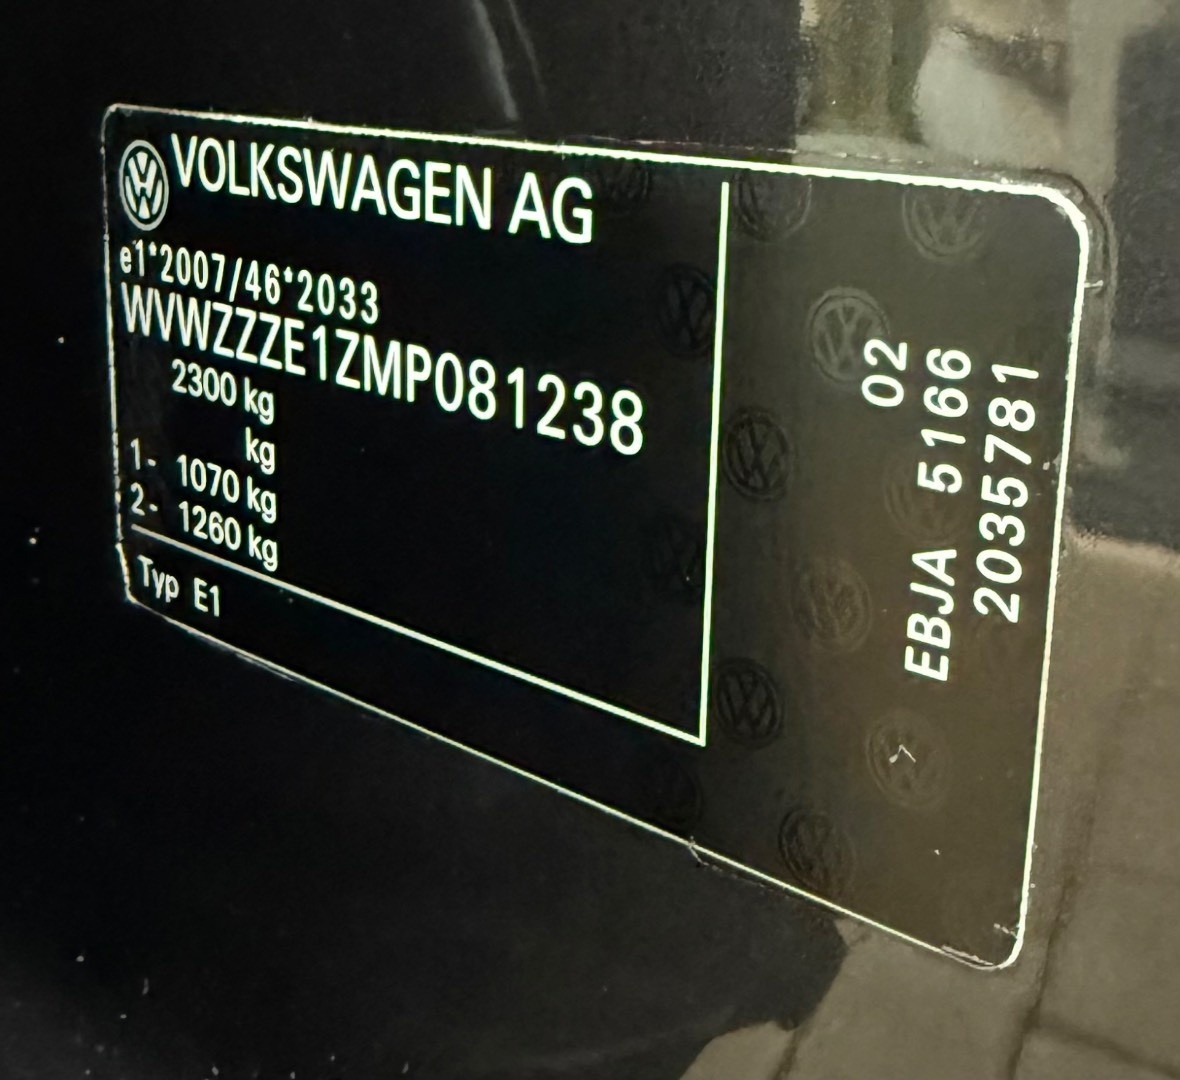 VOLKSWAGEN AG
e1*2007/46*2033
WVWZZZE1ZMP081238
2300 kg
kg
1- 1070 kg
2- 1260 kg
Typ E1
02
EBJA 5166
2035781